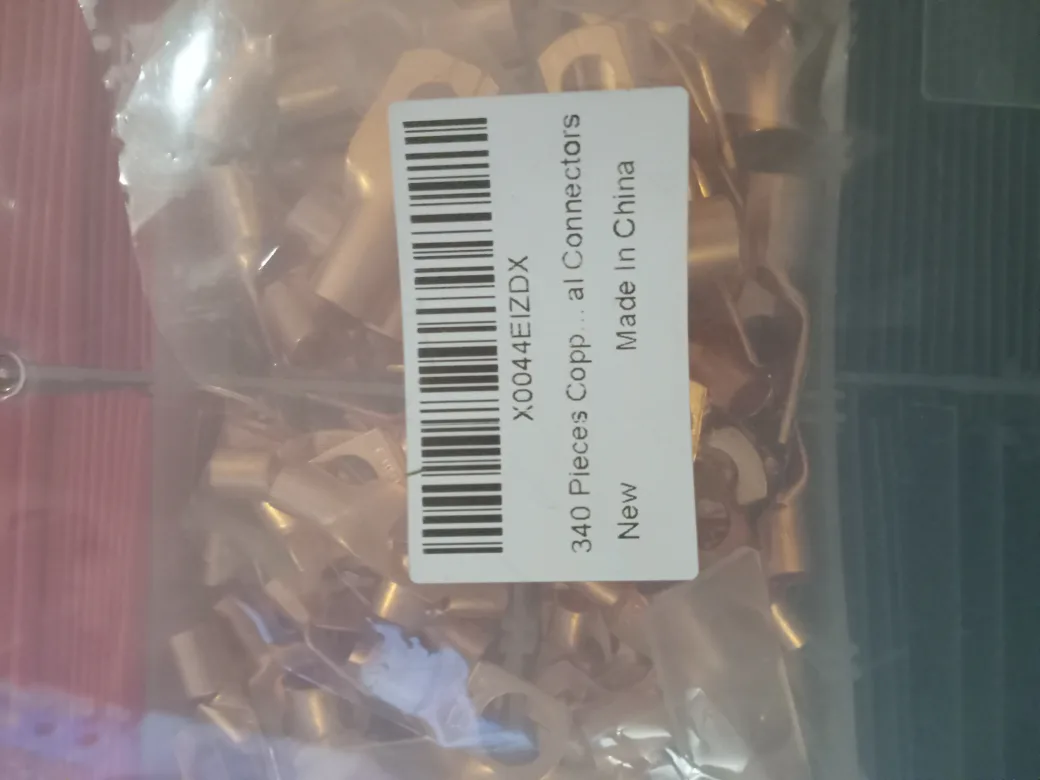 X0044EIZDX
340 Pieces Copp... al Connectors
New Made In China